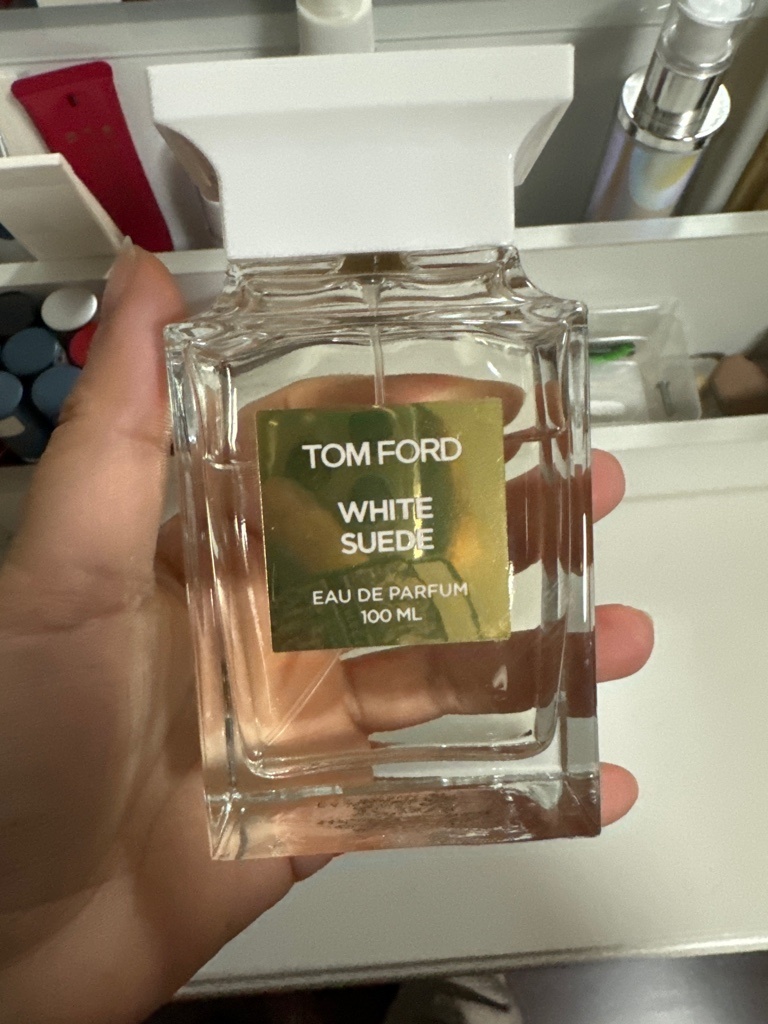 TOM FORD
WHITE
SUEDE
EAU DE PARFUM
100 ML